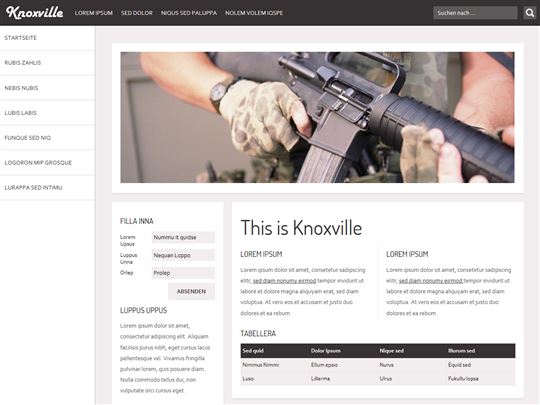 Knoxville
LOREM IPSUM SED DOLOR NIQUS SED PALUPPA NOLEM VOLEM IQSPE
Suchen nach ...
STARTSEITE
RUBIS ZAHLIS
NEBIS NUBIS
LUBIS LABIS
FUNQUE SED NIQ
LOGORON MIP GROSQUE
LURAPPA SED INTIMU
FILLA INNA
Lorem Upsus
Nummu it quidse
Luppus Unna
Nequan Loppo
Orlep
Prolep
ABSENDEN
LUPPUS UPPUS
Lorem ipsum dolor sit amet,
consectetur adipiscing elit. Aliquam
facilisis purus nibh, eget cursus lacus
pellentesque vel. Vivamus fringilla
pulvinar lorem, quis posuere diam.
Nulla commodo tellus dui, non
vulputate orci cursus eget.
This is Knoxville
LOREM IPSUM
Lorem ipsum dolor sit amet, consetetur sadipscing
elitr, sed diam nonumy eirmod tempor invidunt ut
labore et dolore magna aliquyam erat, sed diam
voluptua. At vero eos et accusam et justo duo
dolores et ea rebum.
LOREM IPSUM
Lorem ipsum dolor sit amet, consetetur sadipscing
elitr, sed diam nonumy eirmod tempor invidunt ut
labore et dolore magna aliquyam erat, sed diam
voluptua. At vero eos et accusam et justo duo
dolores et ea rebum.
TABELLERA
Sed quid Dolor Ipsum Nique sed Illorum sed
Nimmus Nimmi Ellum epsio Nurus Equid sed
Luso Lillerma Ulrus Fukullu lopsa